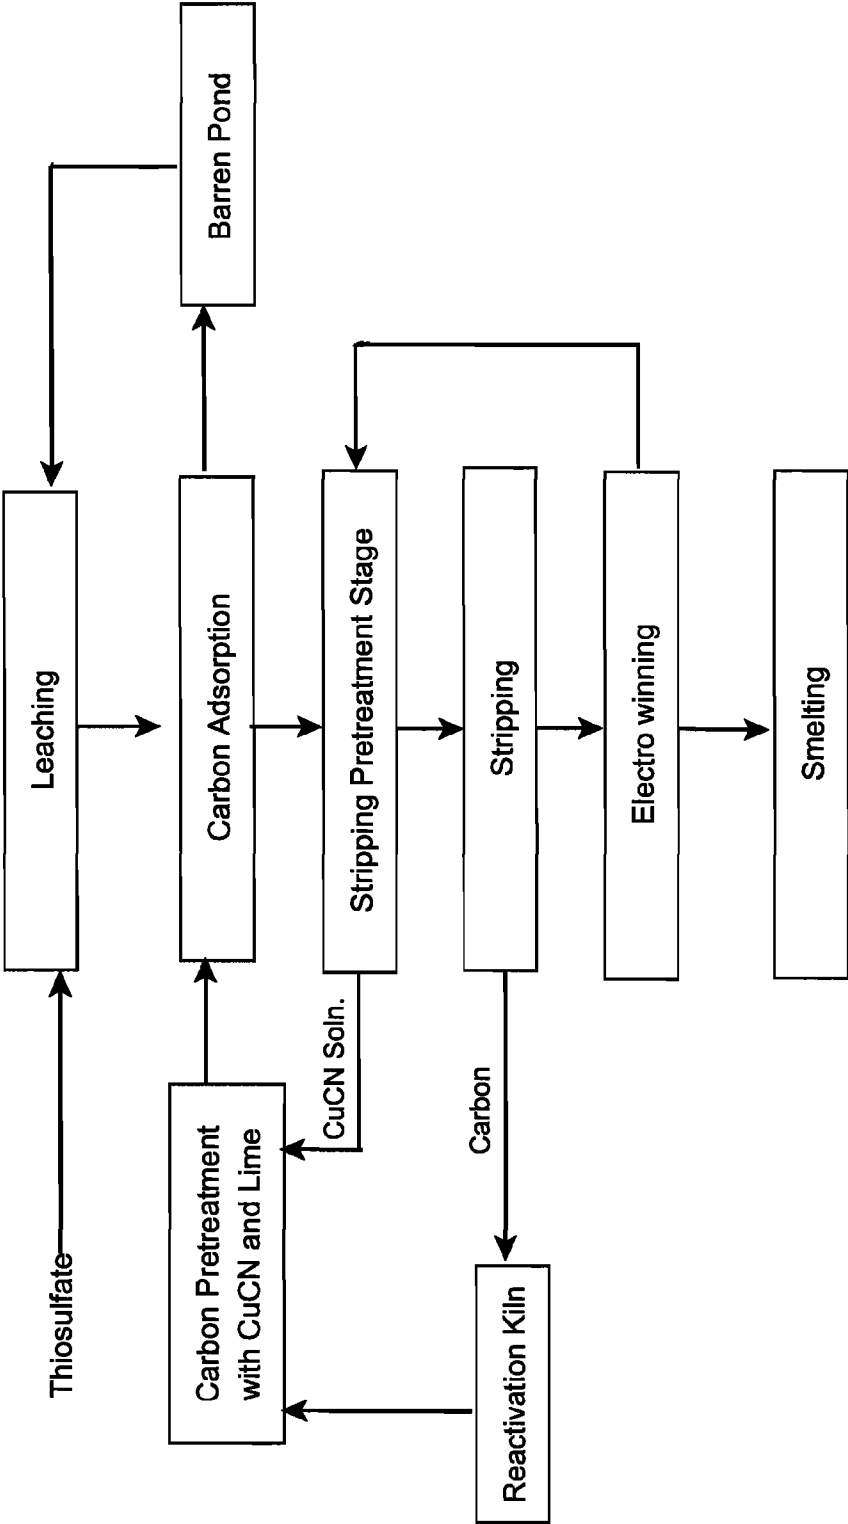 Thiosulfate
Leaching
Barren Pond
Carbon Pretreatment
with CuCN and Lime
Carbon Adsorption
CuCN Soln.
Stripping Pretreatment Stage
Carbon
Stripping
Reactivation Kiln
Electro winning
Smelting